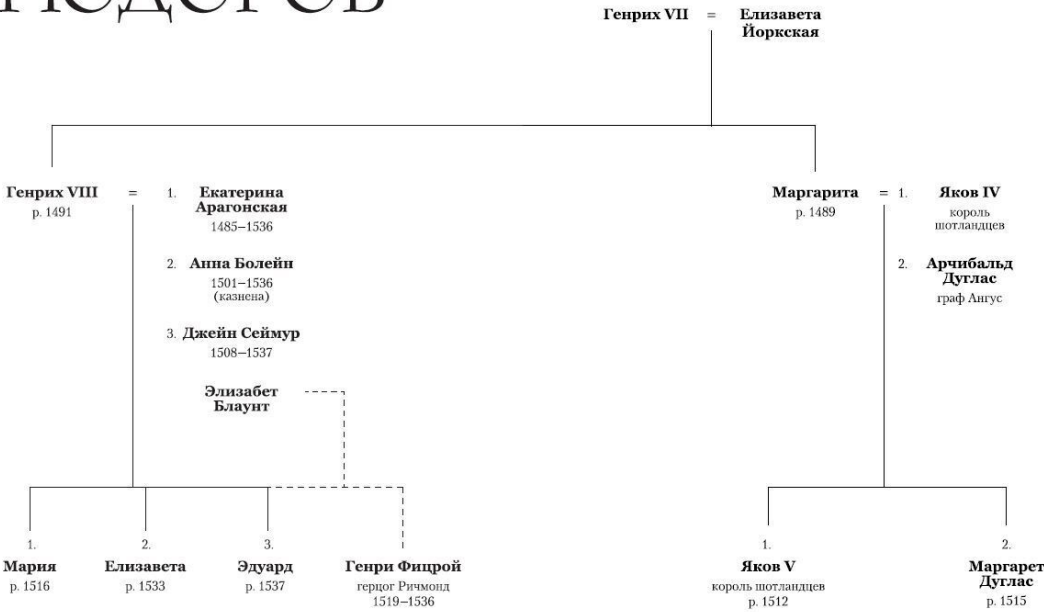 ЮДОРОВ
Генрих VII = Елизавета
Йоркская
Генрих VIII = 1. Екатерина
Арагонская
р. 1491
1485–1536
2. Анна Болейн
1501–1536
(казнена)
3. Джейн Сеймур
1508–1537
Элизабет
Блаунт
Маргарита = 1. Яков IV
р. 1489
король
шотландцев
2. Арчибальд
Дуглас
граф Ангус
1.
Мария
р. 1516
2.
Елизавета
р. 1533
3.
Эдуард
р. 1537
Генри Фицрой
герцог Ричмонд
1519–1536
1.
Яков V
король шотландцев
р. 1512
2.
Маргарет
Дуглас
р. 1515